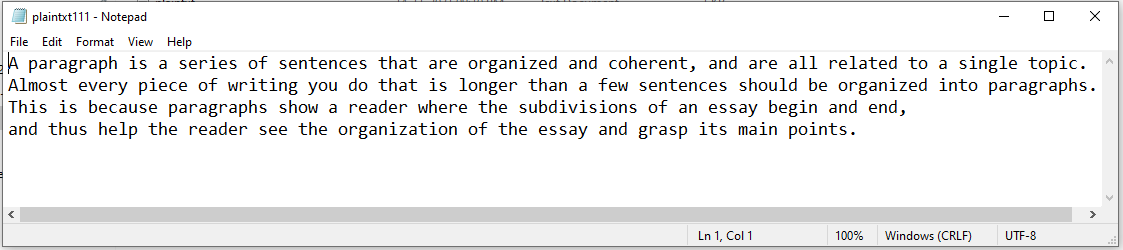 plaintxt111 - Notepad
File Edit Format View Help
A paragraph is a series of sentences that are organized and coherent, and are all related to a single topic.
Almost every piece of writing you do that is longer than a few sentences should be organized into paragraphs.
This is because paragraphs show a reader where the subdivisions of an essay begin and end,
and thus help the reader see the organization of the essay and grasp its main points.
Ln 1, Col 1 100% Windows (CRLF) UTF-8